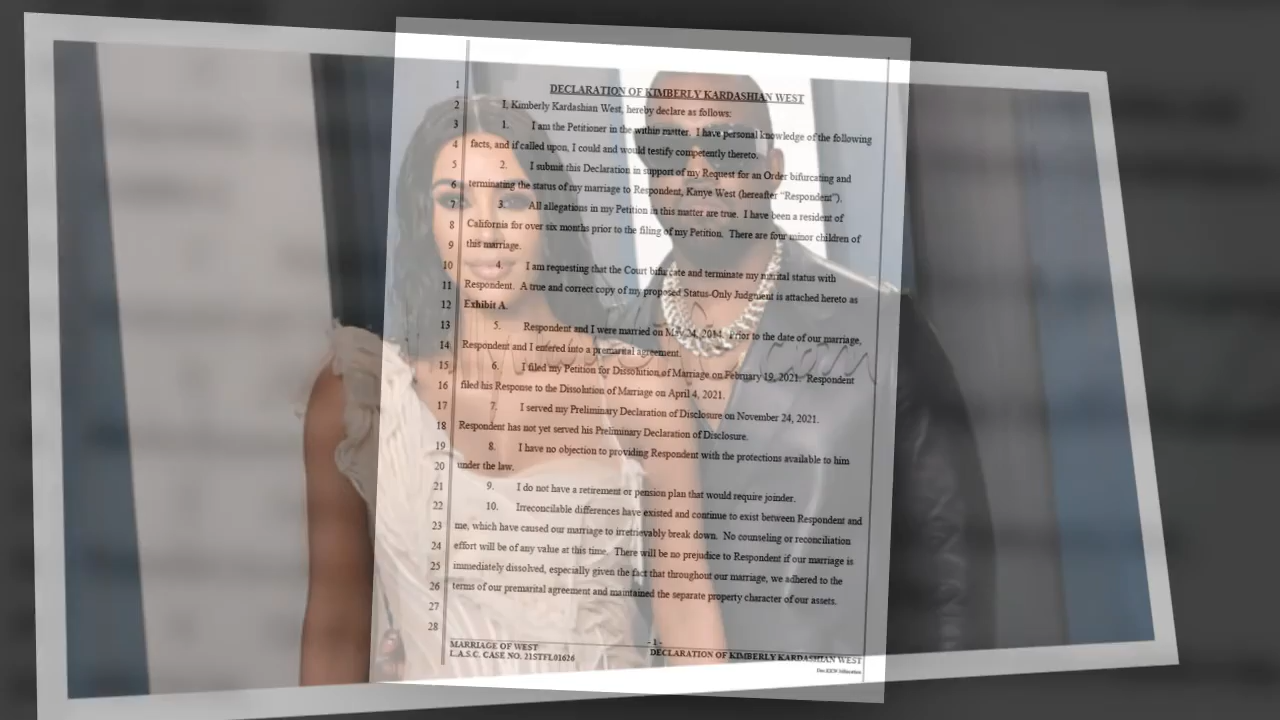 1 DECLARATION OF KIMBERLY KARDASHIAN WEST
2 I, Kimberly Kardashian West, hereby declare as follows:
3 1. I am the Petitioner in the within matter. I have personal knowledge of the following
4 facts, and if called upon, I could and would testify competently thereto.
5 2. I submit this Declaration in support of my Request for an Order bifurcating and
6 terminating the status of my marriage to Respondent, Kanye West (hereafter “Respondent”).
7 3. All allegations in my Petition in this matter are true. I have been a resident of
8 California for over six months prior to the filing of my Petition. There are four minor children of
9 this marriage.
10 4. I am requesting that the Court bifurcate and terminate my marital status with
11 Respondent. A true and correct copy of my proposed Status-Only Judgment is attached hereto as
12 Exhibit A.
13 5. Respondent and I were married on May 24, 2014. Prior to the date of our marriage,
14 Respondent and I entered into a premarital agreement.
15 6. I filed my Petition for Dissolution of Marriage on February 19, 2021. Respondent
16 filed his Response to the Dissolution of Marriage on April 4, 2021.
17 7. I served my Preliminary Declaration of Disclosure on November 24, 2021.
18 Respondent has not yet served his Preliminary Declaration of Disclosure.
19 8. I have no objection to providing Respondent with the protections available to him
20 under the law.
21 9. I do not have a retirement or pension plan that would require joinder.
22 10. Irreconcilable differences have existed and continue to exist between Respondent and
23 me, which have caused our marriage to irretrievably break down. No counseling or reconciliation
24 effort will be of any value at this time. There will be no prejudice to Respondent if our marriage is
25 immediately dissolved, especially given the fact that throughout our marriage, we adhered to the
26 terms of our premarital agreement and maintained the separate property character of our assets.
27
28
- 1 -
MARRIAGE OF WEST
L.A.S.C. CASE NO. 21STFL01626
DECLARATION OF KIMBERLY KARDASHIAN WEST